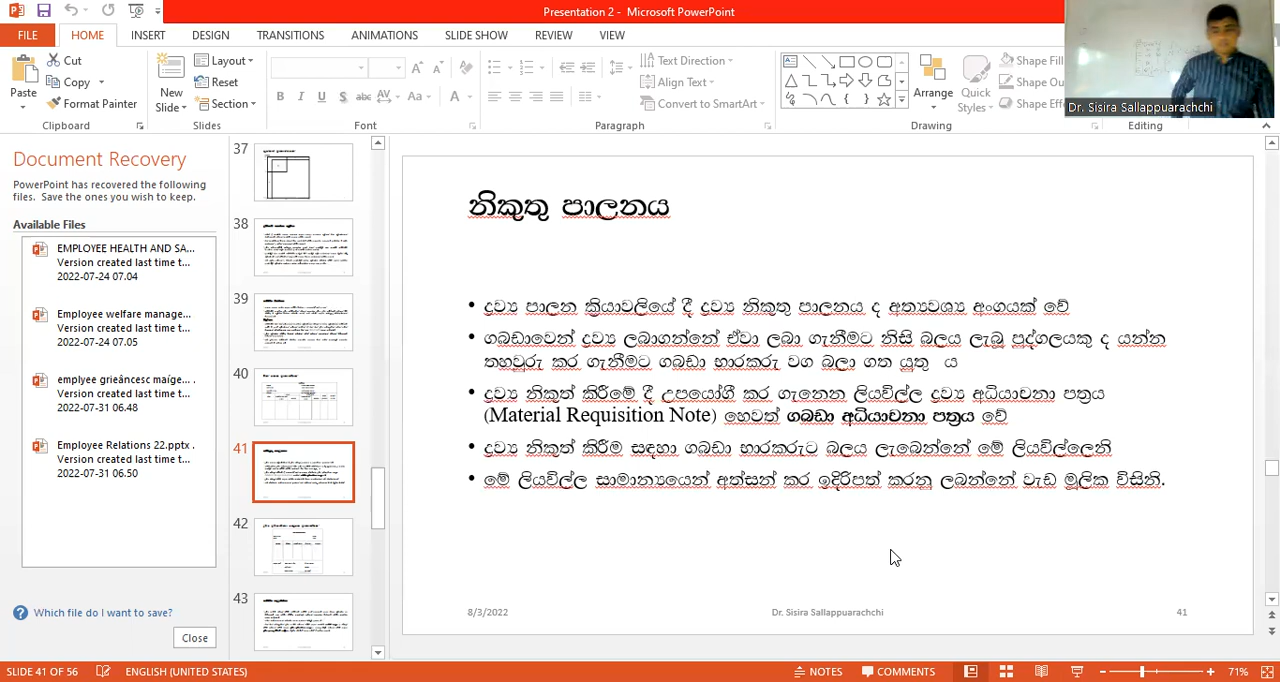 Presentation 2 - Microsoft PowerPoint
FILE HOME INSERT DESIGN TRANSITIONS ANIMATIONS SLIDE SHOW REVIEW VIEW
Paste
Cut
Copy
Format Painter
Clipboard
New
Slide
Layout
Reset
Section
Slides
B I U S abc AV Aa A
Font
Text Direction
Align Text
Convert to SmartArt
Paragraph
Arrange
Quick
Styles
Shape Fill
Shape Ou
Shape Effe
Drawing
Editing
Dr. Sisira Sallappuarachchi
Document Recovery
PowerPoint has recovered the following
files. Save the ones you wish to keep.
Available Files
EMPLOYEE HEALTH AND SA...
Version created last time t...
2022-07-24 07.04
Employee welfare manage...
Version created last time t...
2022-07-24 07.05
emplyee grieâncesc maíge...
Version created last time t...
2022-07-31 06.48
Employee Relations 22.pptx
Version created last time t...
2022-07-31 06.50
Which file do I want to save?
Close
37
38
39
40
41
42
43
නිකුතු පාලනය
• ද්‍රව්‍ය පාලන ක්‍රියාවලියේ දී ද්‍රව්‍ය නිකුතු පාලනය ද අත්‍යවශ්‍ය අංගයක් වේ
• ගබඩාවෙන් ද්‍රව්‍ය ලබාගන්නේ ඒවා ලබා ගැනීමට නිසි බලය ලැබූ පුද්ගලයකු ද යන්න
තහවුරු කර ගැනීමට ගබඩා භාරකරු වග බලා ගත යුතු ය
• ද්‍රව්‍ය නිකුත් කිරීමේ දී උපයෝගී කර ගැනෙන ලියවිල්ල ද්‍රව්‍ය අධියාචනා පත්‍රය
(Material Requisition Note) හෙවත් ගබඩා අධියාචනා පත්‍රය වේ
• ද්‍රව්‍ය නිකුත් කිරීම සඳහා ගබඩා භාරකරුට බලය ලැබෙන්නේ මේ ලියවිල්ලෙනි
• මේ ලියවිල්ල සාමාන්‍යයෙන් අත්සන් කර ඉදිරිපත් කරනු ලබන්නේ වැඩ මූලික විසිනි.
8/3/2022
Dr. Sisira Sallappuarachchi
41
SLIDE 41 OF 56 ENGLISH (UNITED STATES) NOTES COMMENTS 71%